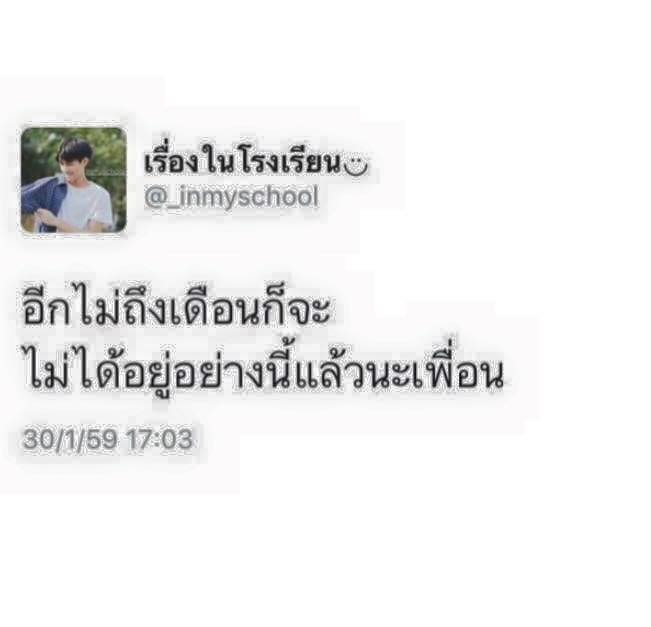 เรื่องในโรงเรียนܒ
@_inmyschool
อีกไม่ถึงเดือนก็จะ
ไม่ได้อยู่อย่างนี้แล้วนะเพื่อน
30/1/59 17:03